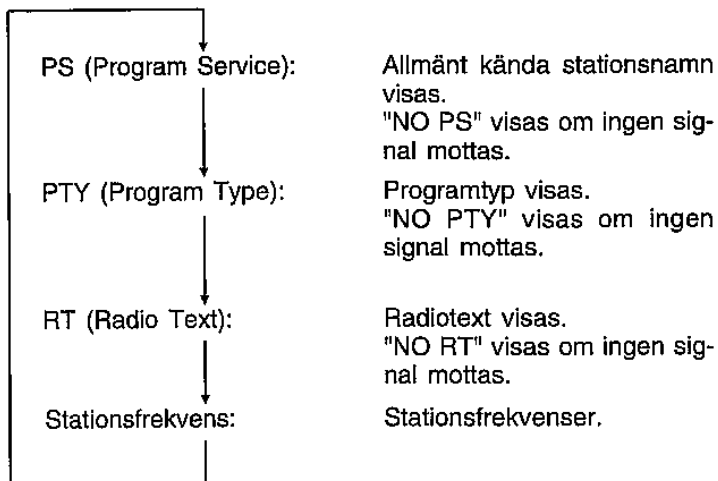 PS (Program Service): Allmänt kända stationsnamn
visas.
"NO PS" visas om ingen sig-
nal mottas.
PTY (Program Type): Programtyp visas.
"NO PTY" visas om ingen
signal mottas.
RT (Radio Text): Radiotext visas.
"NO RT" visas om ingen sig-
nal mottas.
Stationsfrekvens: Stationsfrekvenser.